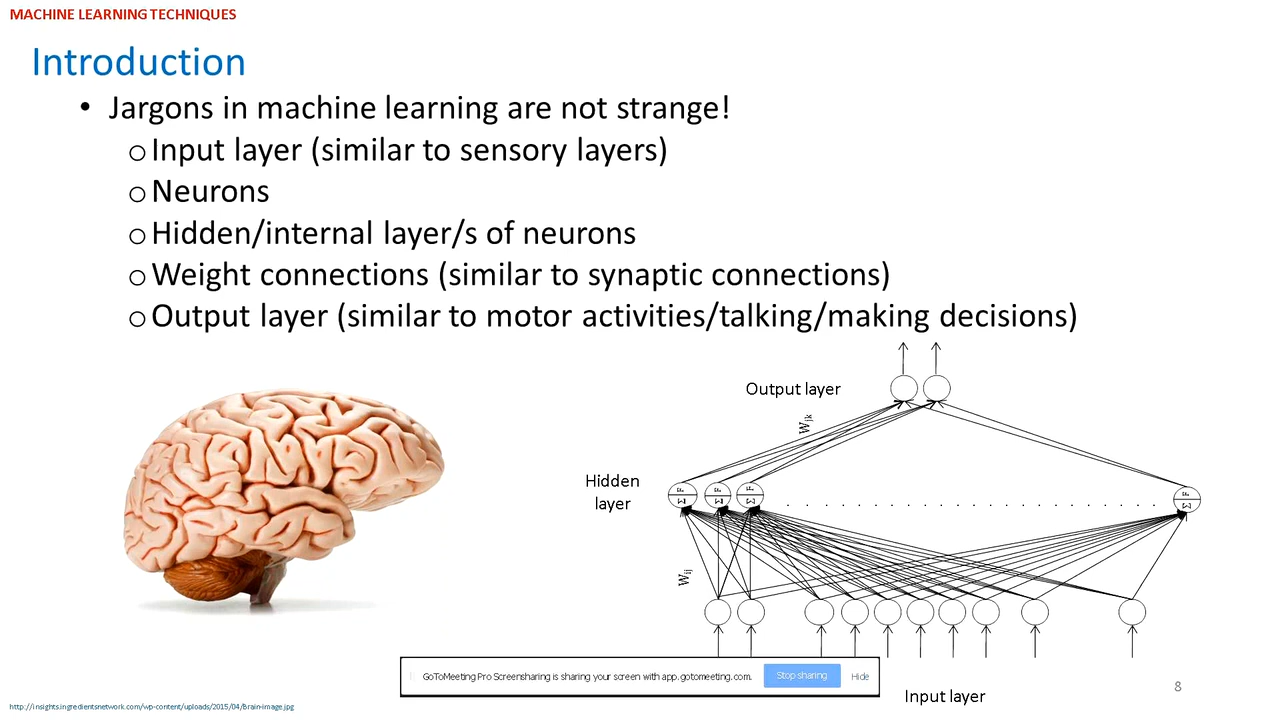 MACHINE LEARNING TECHNIQUES
Introduction
• Jargons in machine learning are not strange!
o Input layer (similar to sensory layers)
o Neurons
o Hidden/internal layer/s of neurons
o Weight connections (similar to synaptic connections)
o Output layer (similar to motor activities/talking/making decisions)
Output layer
Wjk
Hidden
layer
Σ F
Σ F
Σ F
. . . . . . . . . . . . . . . . . . . . . .
Σ F
Wij
GoToMeeting Pro Screensharing is sharing your screen with app.gotomeeting.com.
Stop sharing
Hide
Input layer
8
http://insights.ingredientsnetwork.com/wp-content/uploads/2015/04/Brain-image.jpg